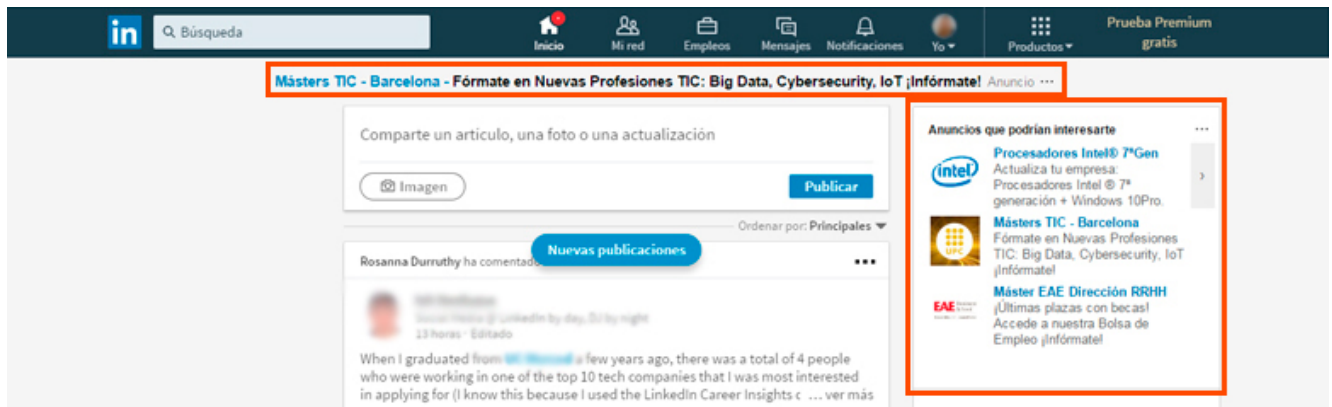 in
Búsqueda
Inicio
Mi red
Empleos
Mensajes
Notificaciones
Yo
Productos
Prueba Premium
gratis
Másters TIC - Barcelona - Fórmate en Nuevas Profesiones TIC: Big Data, Cybersecurity, IoT ¡Infórmate! Anuncio ...
Comparte un artículo, una foto o una actualización
Imagen
Publicar
Ordenar por: Principales
Nuevas publicaciones
Rosanna Durruthy ha comentado
LinkedIn by day, DJ by night
13 horas · Editado
When I graduated from a few years ago, there was a total of 4 people
who were working in one of the top 10 tech companies that I was most interested
in applying for (I know this because I used the LinkedIn Career Insights c ... ver más
Anuncios que podrían interesarte ...
intel
Procesadores Intel® 7ªGen
Actualiza tu empresa:
Procesadores Intel ® 7ª
generación + Windows 10Pro.
UPC
Másters TIC - Barcelona
Fórmate en Nuevas Profesiones
TIC: Big Data, Cybersecurity, IoT
¡Infórmate!
EAE
Máster EAE Dirección RRHH
¡Últimas plazas con becas!
Accede a nuestra Bolsa de
Empleo ¡Infórmate!